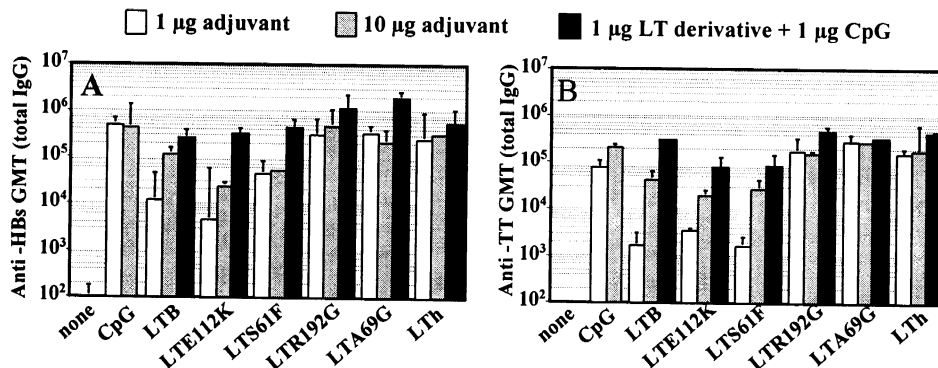 1 µg adjuvant 10 µg adjuvant 1 µg LT derivative + 1 µg CpG
A
Anti -HBs GMT (total IgG)
10⁷
10⁶
10⁵
10⁴
10³
10²
none CpG LTB LTE112K LTS61F LTR192G LTA69G LTh
B
Anti -TT GMT (total IgG)
10⁷
10⁶
10⁵
10⁴
10³
10²
none CpG LTB LTE112K LTS61F LTR192G LTA69G LTh